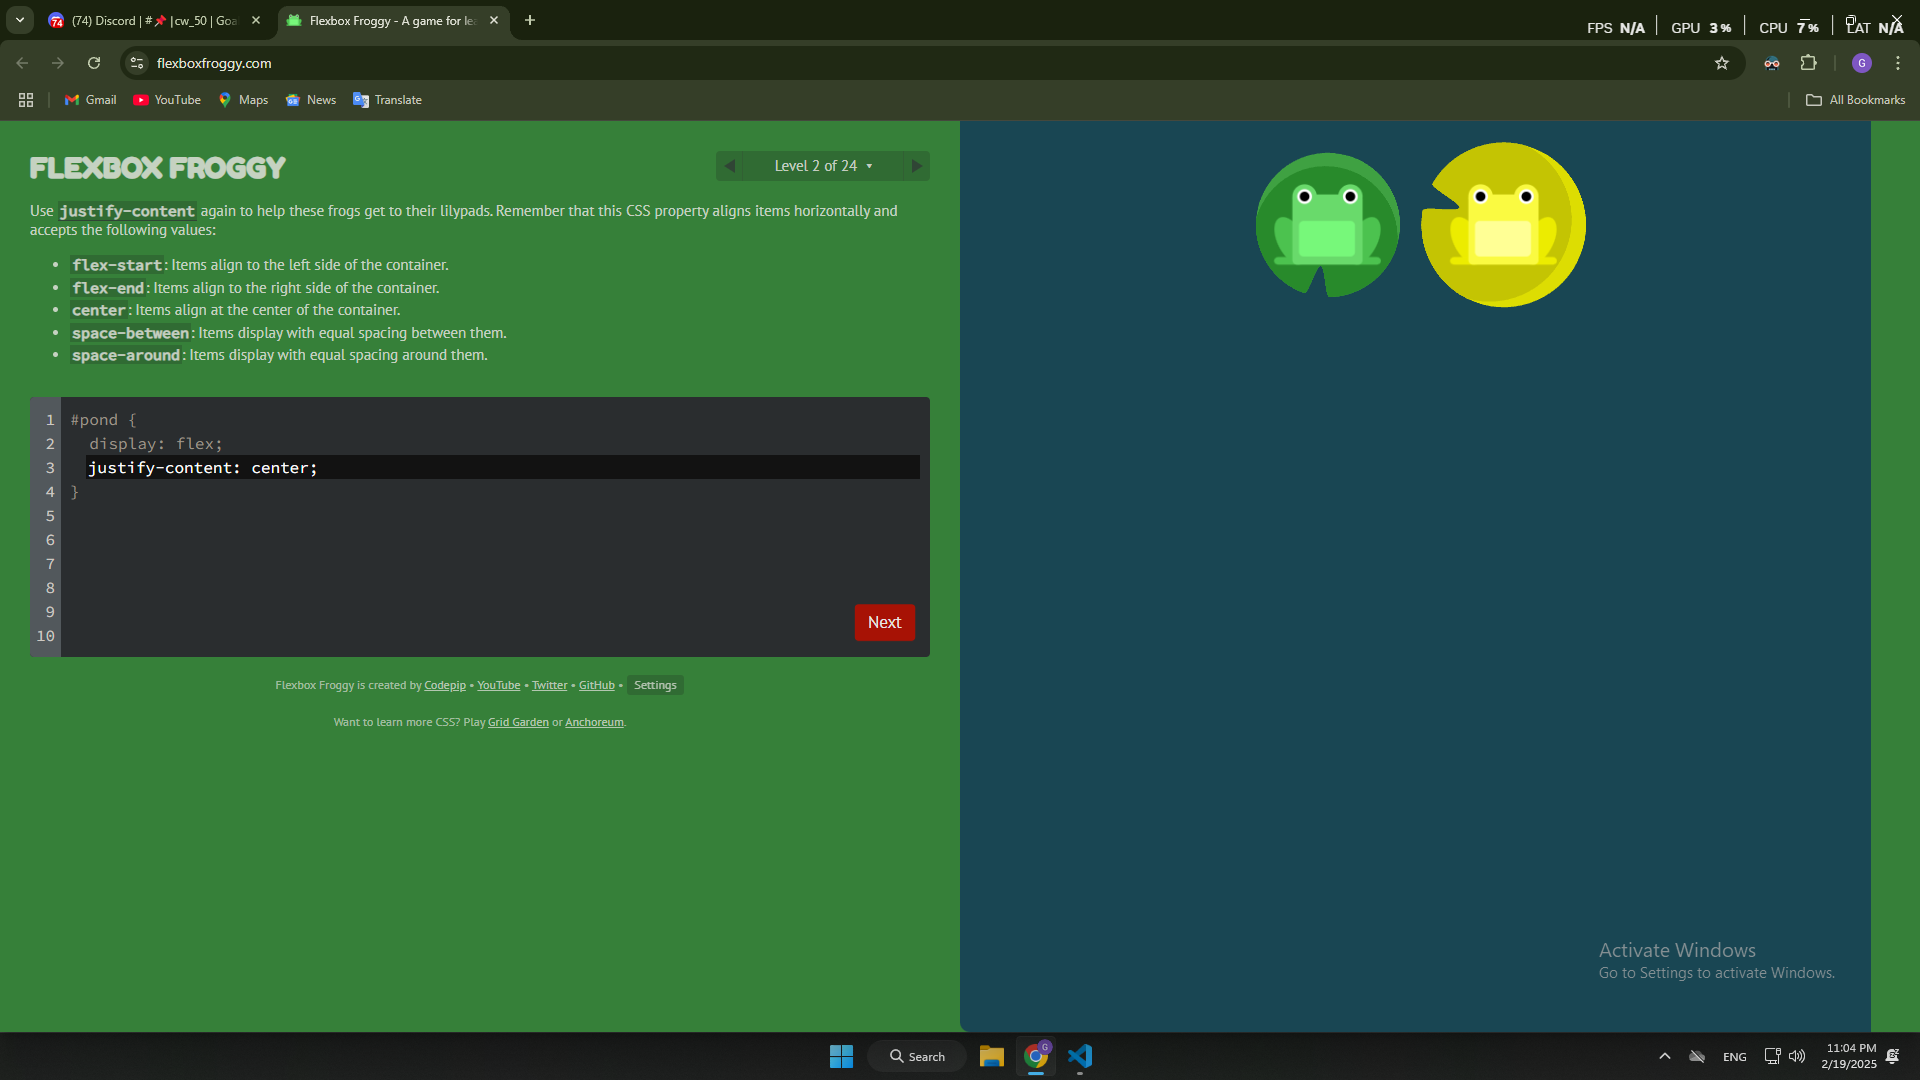 (74) Discord | # 📌 |cw_50 | Goa
Flexbox Froggy - A game for lea
FPS N/A
GPU 3 %
CPU 7 %
LAT N/A
flexboxfroggy.com
G
Gmail
YouTube
Maps
News
Translate
All Bookmarks
FLEXBOX FROGGY
Level 2 of 24
Use justify-content again to help these frogs get to their lilypads. Remember that this CSS property aligns items horizontally and
accepts the following values:
• flex-start: Items align to the left side of the container.
• flex-end: Items align to the right side of the container.
• center: Items align at the center of the container.
• space-between: Items display with equal spacing between them.
• space-around: Items display with equal spacing around them.
1 #pond {
2 display: flex;
3 justify-content: center;
4 }
5
6
7
8
9
10
Next
Flexbox Froggy is created by Codepip • YouTube • Twitter • GitHub • Settings
Want to learn more CSS? Play Grid Garden or Anchoreum.
Activate Windows
Go to Settings to activate Windows.
Search
G
ENG
11:04 PM
2/19/2025